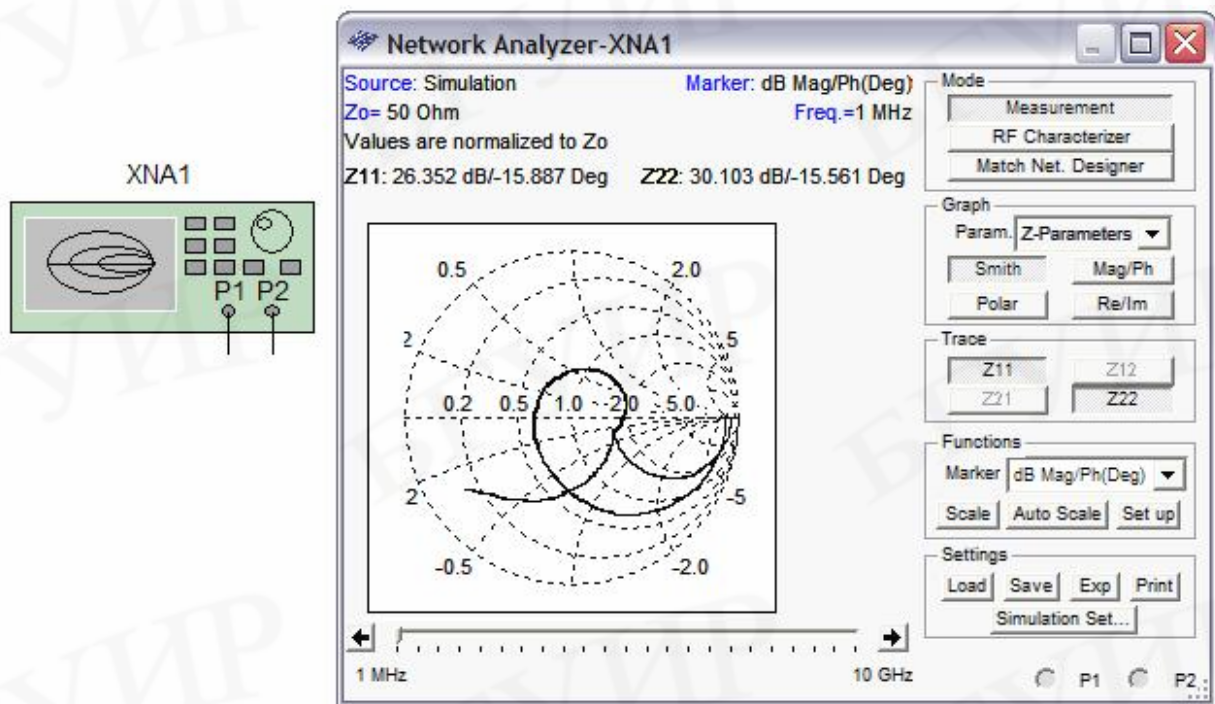 XNA1
P1 P2
Network Analyzer-XNA1
Source: Simulation Marker: dB Mag/Ph(Deg)
Zo= 50 Ohm Freq.=1 MHz
Values are normalized to Zo
Z11: 26.352 dB/-15.887 Deg Z22: 30.103 dB/-15.561 Deg
0.5 2.0
2 5
0.2 0.5 1.0 2.0 5.0
2 -5
-0.5 -2.0
1 MHz 10 GHz
Mode
Measurement
RF Characterizer
Match Net. Designer
Graph
Param. Z-Parameters
Smith Mag/Ph
Polar Re/Im
Trace
Z11 Z12
Z21 Z22
Functions
Marker dB Mag/Ph(Deg)
Scale Auto Scale Set up
Settings
Load Save Exp Print
Simulation Set...
P1 P2
БГУИР